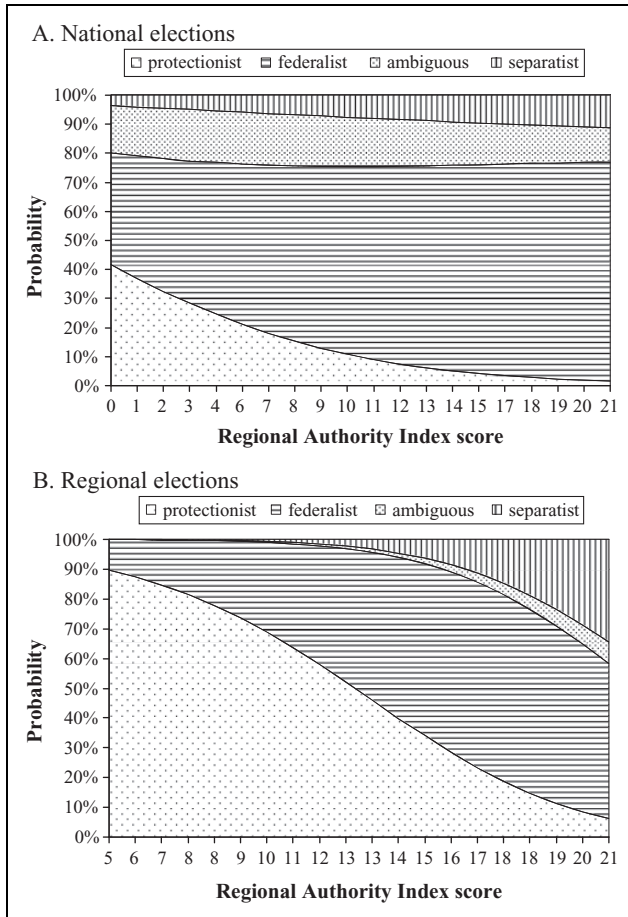 A. National elections
protectionist federalist ambiguous separatist
100%
90%
80%
70%
60%
50%
40%
30%
20%
10%
0%
Probability
0 1 2 3 4 6 7 8 9 10 11 12 13 14 15 17 18 19 20 21
Regional Authority Index score
B. Regional elections
protectionist federalist ambiguous separatist
100%
90%
80%
70%
60%
50%
40%
30%
20%
10%
0%
Probability
5 6 7 8 8 9 10 11 12 13 13 14 15 16 17 18 18 19 20 21
Regional Authority Index score